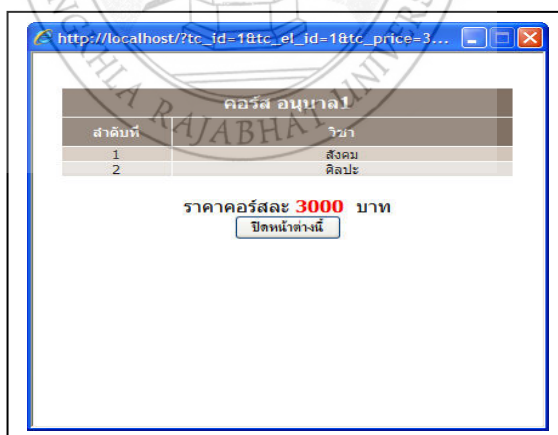 http://localhost/?tc_id=1&tc_el_id=1&tc_price=3...
คอร์ส อนุบาล1
ลำดับที่ วิชา
1 สังคม
2 ศิลปะ
ราคาคอร์สละ 3000 บาท
ปิดหน้าต่างนี้
RAJABHAT UNI